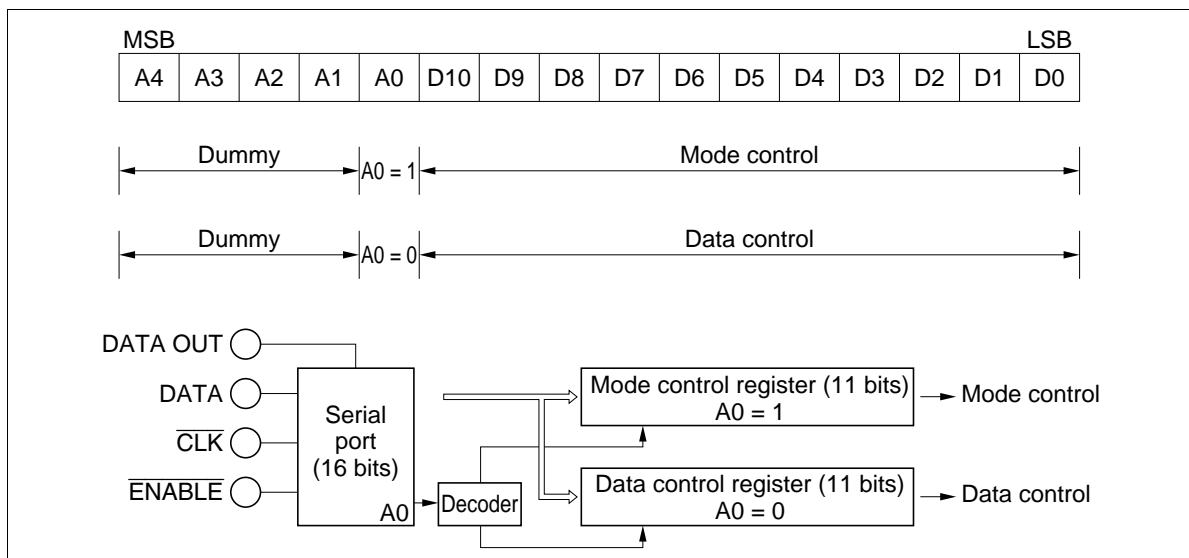 MSB LSB
A4 A3 A2 A1 A0 D10 D9 D8 D7 D6 D5 D4 D3 D2 D1 D0
Dummy A0 = 1 Mode control
Dummy A0 = 0 Data control
DATA OUT
DATA
CLK
ENABLE
Serial
port
(16 bits)
A0
Decoder
Mode control register (11 bits)
A0 = 1
Mode control
Data control register (11 bits)
A0 = 0
Data control